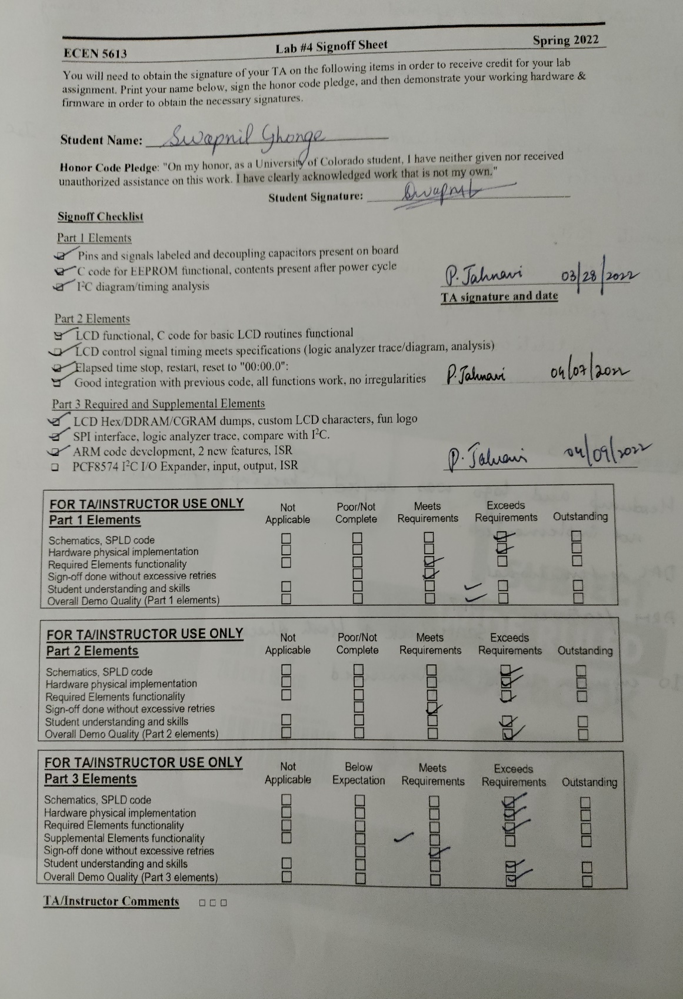 ECEN 5613 Lab #4 Signoff Sheet Spring 2022
You will need to obtain the signature of your TA on the following items in order to receive credit for your lab
assignment. Print your name below, sign the honor code pledge, and then demonstrate your working hardware &
firmware in order to obtain the necessary signatures.
Student Name: Swapnil Ghonge
Honor Code Pledge: "On my honor, as a University of Colorado student, I have neither given nor received
unauthorized assistance on this work. I have clearly acknowledged work that is not my own."
Student Signature: Swapnil
Signoff Checklist
Part 1 Elements
Pins and signals labeled and decoupling capacitors present on board
C code for EEPROM functional, contents present after power cycle
I²C diagram/timing analysis
P. Jahnavi 03/28/2022
TA signature and date
Part 2 Elements
LCD functional, C code for basic LCD routines functional
LCD control signal timing meets specifications (logic analyzer trace/diagram, analysis)
Elapsed time stop, restart, reset to "00:00.0":
Good integration with previous code, all functions work, no irregularities
P. Jahnavi 04/07/2022
Part 3 Required and Supplemental Elements
LCD Hex/DDRAM/CGRAM dumps, custom LCD characters, fun logo
SPI interface, logic analyzer trace, compare with I²C.
ARM code development, 2 new features, ISR
PCF8574 I²C I/O Expander, input, output, ISR
P. Jahnavi 04/09/2022
FOR TA/INSTRUCTOR USE ONLY
Part 1 Elements
Not Applicable Poor/Not Complete Meets Requirements Exceeds Requirements Outstanding
Schematics, SPLD code
Hardware physical implementation
Required Elements functionality
Sign-off done without excessive retries
Student understanding and skills
Overall Demo Quality (Part 1 elements)
FOR TA/INSTRUCTOR USE ONLY
Part 2 Elements
Not Applicable Poor/Not Complete Meets Requirements Exceeds Requirements Outstanding
Schematics, SPLD code
Hardware physical implementation
Required Elements functionality
Sign-off done without excessive retries
Student understanding and skills
Overall Demo Quality (Part 2 elements)
FOR TA/INSTRUCTOR USE ONLY
Part 3 Elements
Not Applicable Below Expectation Meets Requirements Exceeds Requirements Outstanding
Schematics, SPLD code
Hardware physical implementation
Required Elements functionality
Supplemental Elements functionality
Sign-off done without excessive retries
Student understanding and skills
Overall Demo Quality (Part 3 elements)
TA/Instructor Comments